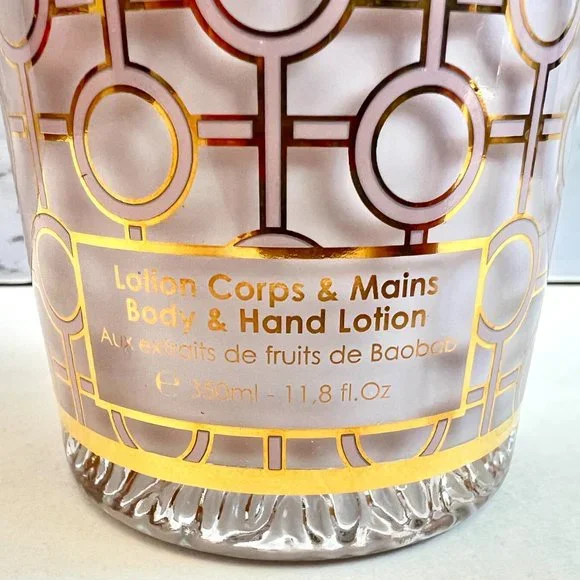 Lotion Corps & Mains
Body & Hand Lotion
Aux extraits de fruits de Baobab
℮ 350ml - 11,8 fl.Oz